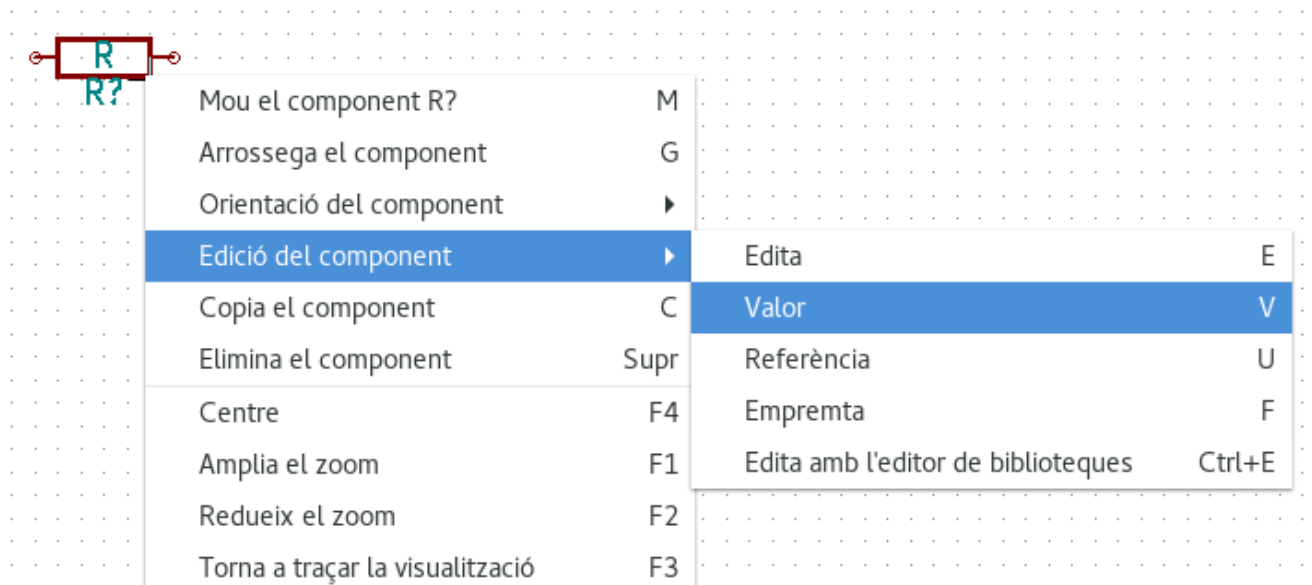 R
R?
Mou el component R? M
Arrossega el component G
Orientació del component
Edició del component
Copia el component C
Elimina el component Supr
Centre F4
Amplia el zoom F1
Redueix el zoom F2
Torna a traçar la visualització F3
Edita E
Valor V
Referència U
Empremta F
Edita amb l'editor de biblioteques Ctrl+E